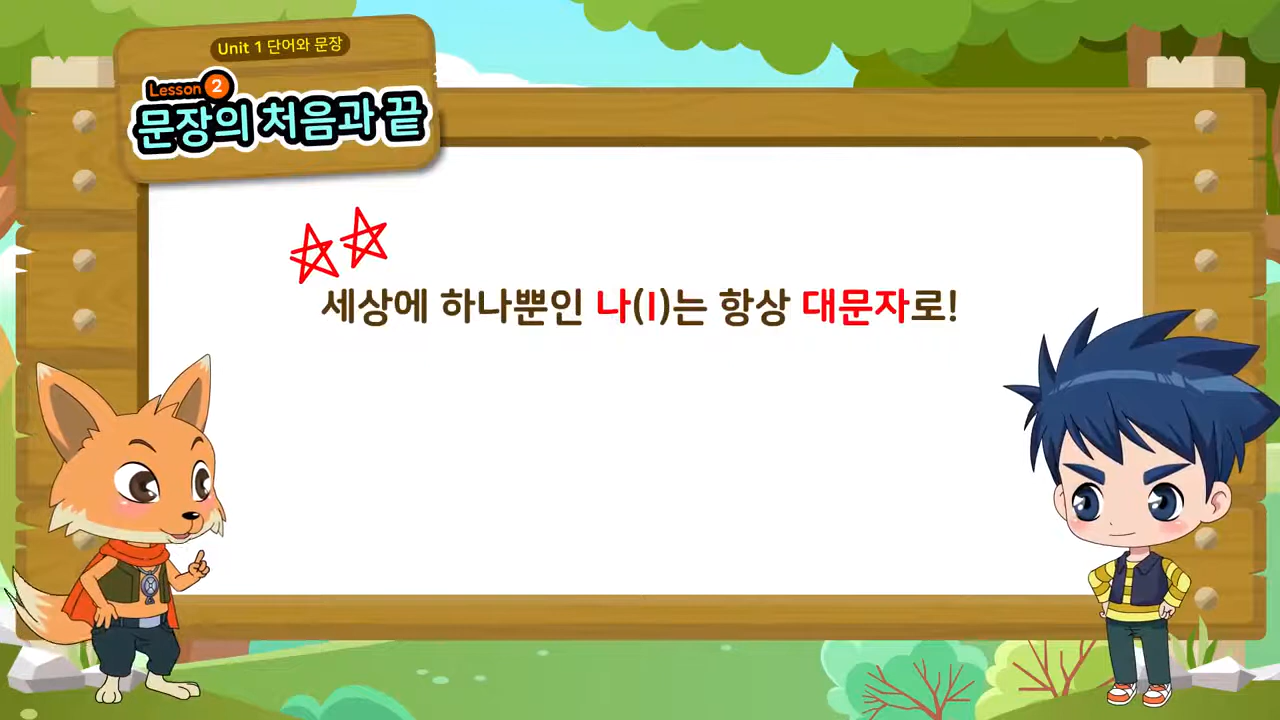 Unit 1 단어와 문장
Lesson 2
문장의 처음과 끝
세상에 하나뿐인 나(I)는 항상 대문자로!